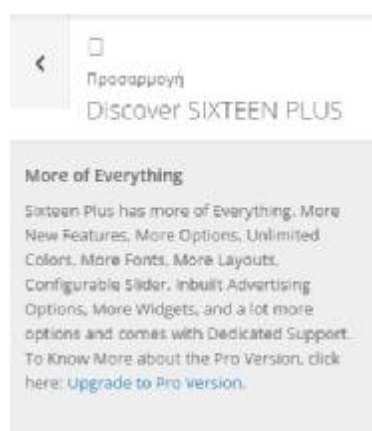 Προσαρμογή
Discover SIXTEEN PLUS
More of Everything
Sixteen Plus has more of Everything. More
New Features, More Options, Unlimited
Colors, More Fonts, More Layouts,
Configurable Slider, Inbuilt Advertising
Options, More Widgets, and a lot more
options and comes with Dedicated Support.
To Know More about the Pro Version, click
here: Upgrade to Pro Version.